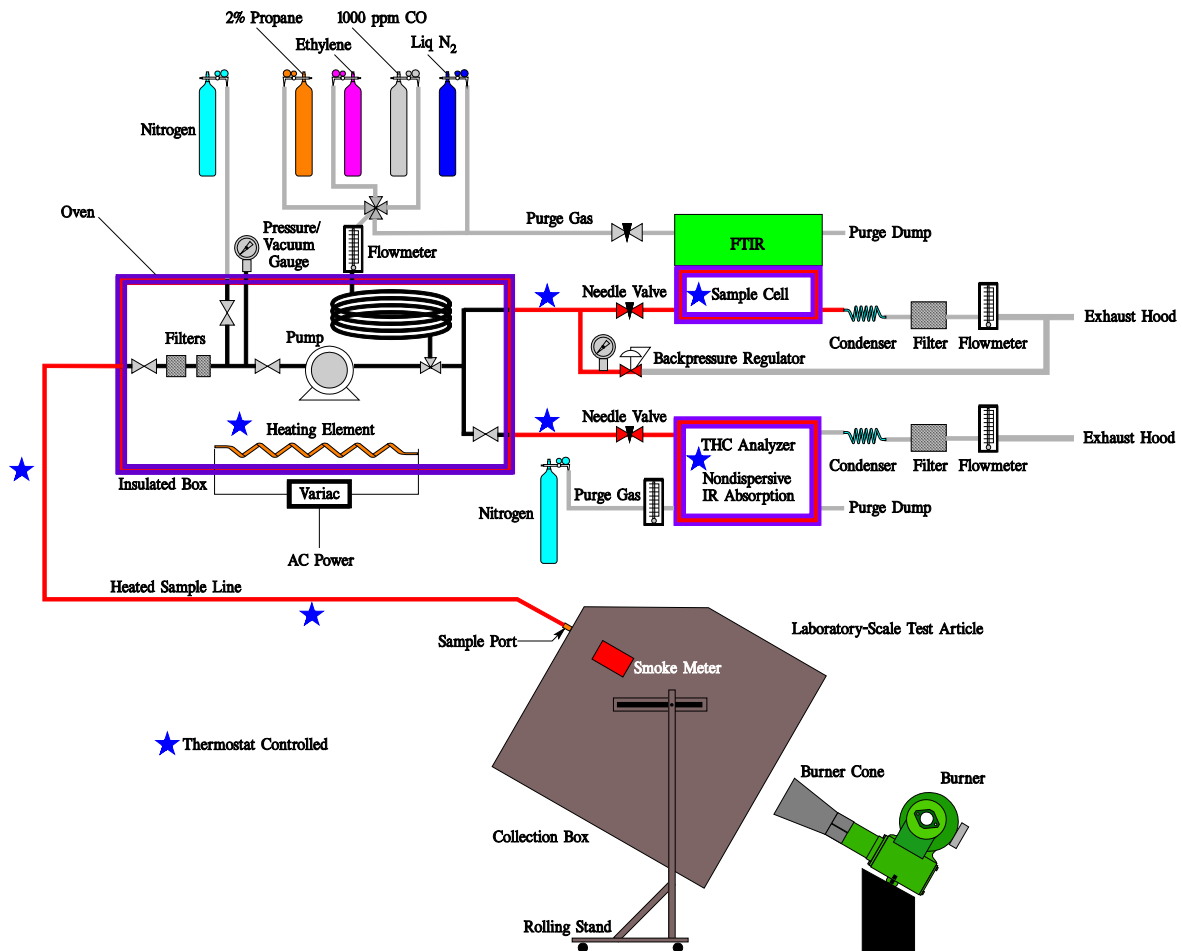 2% Propane
1000 ppm CO
Ethylene
Liq N2
Nitrogen
Oven
Pressure/
Vacuum
Gauge
Flowmeter
Purge Gas
FTIR
Purge Dump
Needle Valve
Sample Cell
Condenser
Filter
Flowmeter
Exhaust Hood
Filters
Pump
Backpressure Regulator
Heating Element
Needle Valve
THC Analyzer
Nondispersive
IR Absorption
Condenser
Filter
Flowmeter
Exhaust Hood
Insulated Box
Variac
Nitrogen
Purge Gas
Purge Dump
AC Power
Heated Sample Line
Sample Port
Smoke Meter
Laboratory-Scale Test Article
Thermostat Controlled
Burner Cone
Burner
Collection Box
Rolling Stand